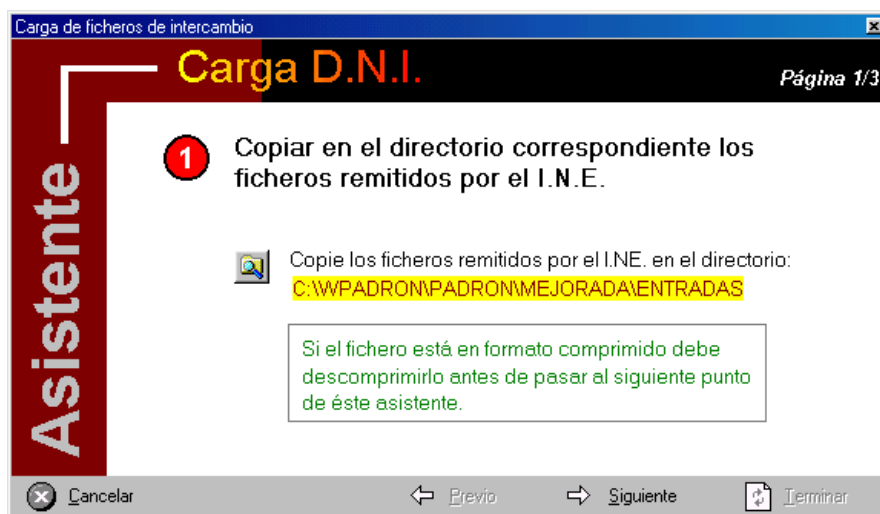 Carga de ficheros de intercambio
Carga D.N.I.
Página 1/3
Asistente
1
Copiar en el directorio correspondiente los
ficheros remitidos por el I.N.E.
Copie los ficheros remitidos por el I.NE. en el directorio:
C:\WPADRON\PADRON\MEJORADA\ENTRADAS
Si el fichero está en formato comprimido debe
descomprimirlo antes de pasar al siguiente punto
de éste asistente.
Cancelar
Previo
Siguiente
Terminar